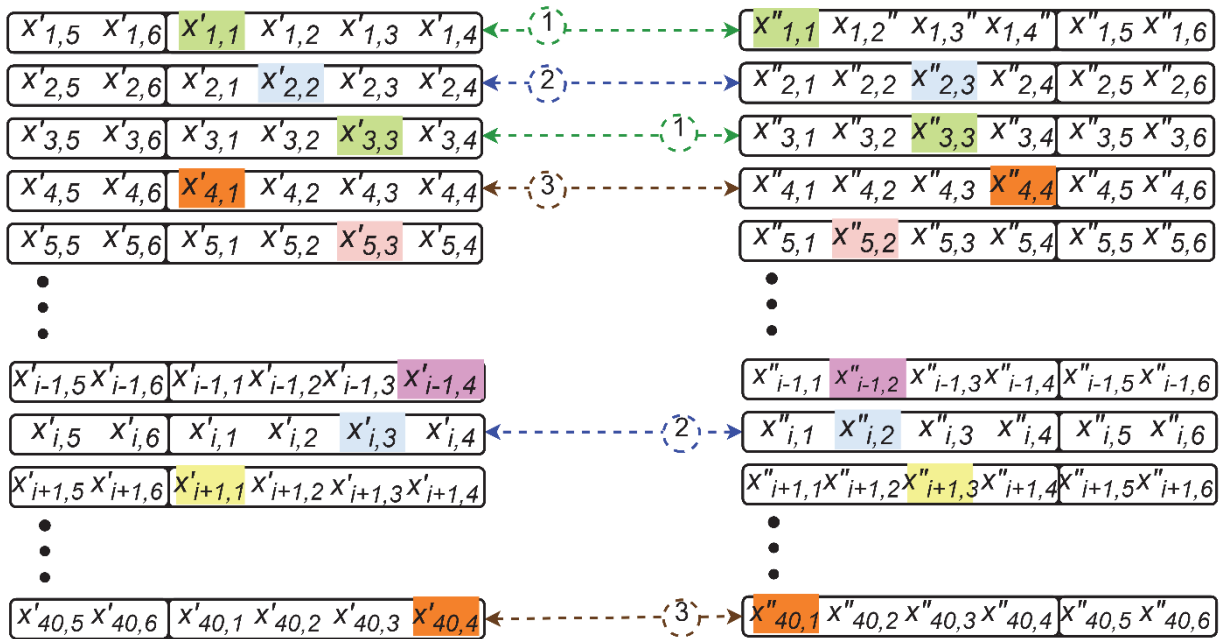 x'1,5 x'1,6 x'1,1 x'1,2 x'1,3 x'1,4 1 x"1,1 x1,2" x1,3" x1,4" x"1,5 x"1,6
x'2,5 x'2,6 x'2,1 x'2,2 x'2,3 x'2,4 2 x"2,1 x"2,2 x"2,3 x"2,4 x"2,5 x"2,6
x'3,5 x'3,6 x'3,1 x'3,2 x'3,3 x'3,4 1 x"3,1 x"3,2 x"3,3 x"3,4 x"3,5 x"3,6
x'4,5 x'4,6 x'4,1 x'4,2 x'4,3 x'4,4 3 x"4,1 x"4,2 x"4,3 x"4,4 x"4,5 x"4,6
x'5,5 x'5,6 x'5,1 x'5,2 x'5,3 x'5,4 x"5,1 x"5,2 x"5,3 x"5,4 x"5,5 x"5,6
x'i-1,5 x'i-1,6 x'i-1,1 x'i-1,2 x'i-1,3 x'i-1,4 x"i-1,1 x"i-1,2 x"i-1,3 x"i-1,4 x"i-1,5 x"i-1,6
x'i,5 x'i,6 x'i,1 x'i,2 x'i,3 x'i,4 2 x"i,1 x"i,2 x"i,3 x"i,4 x"i,5 x"i,6
x'i+1,5 x'i+1,6 x'i+1,1 x'i+1,2 x'i+1,3 x'i+1,4 x"i+1,1 x"i+1,2 x"i+1,3 x"i+1,4 x"i+1,5 x"i+1,6
x'40,5 x'40,6 x'40,1 x'40,2 x'40,3 x'40,4 3 x"40,1 x"40,2 x"40,3 x"40,4 x"40,5 x"40,6